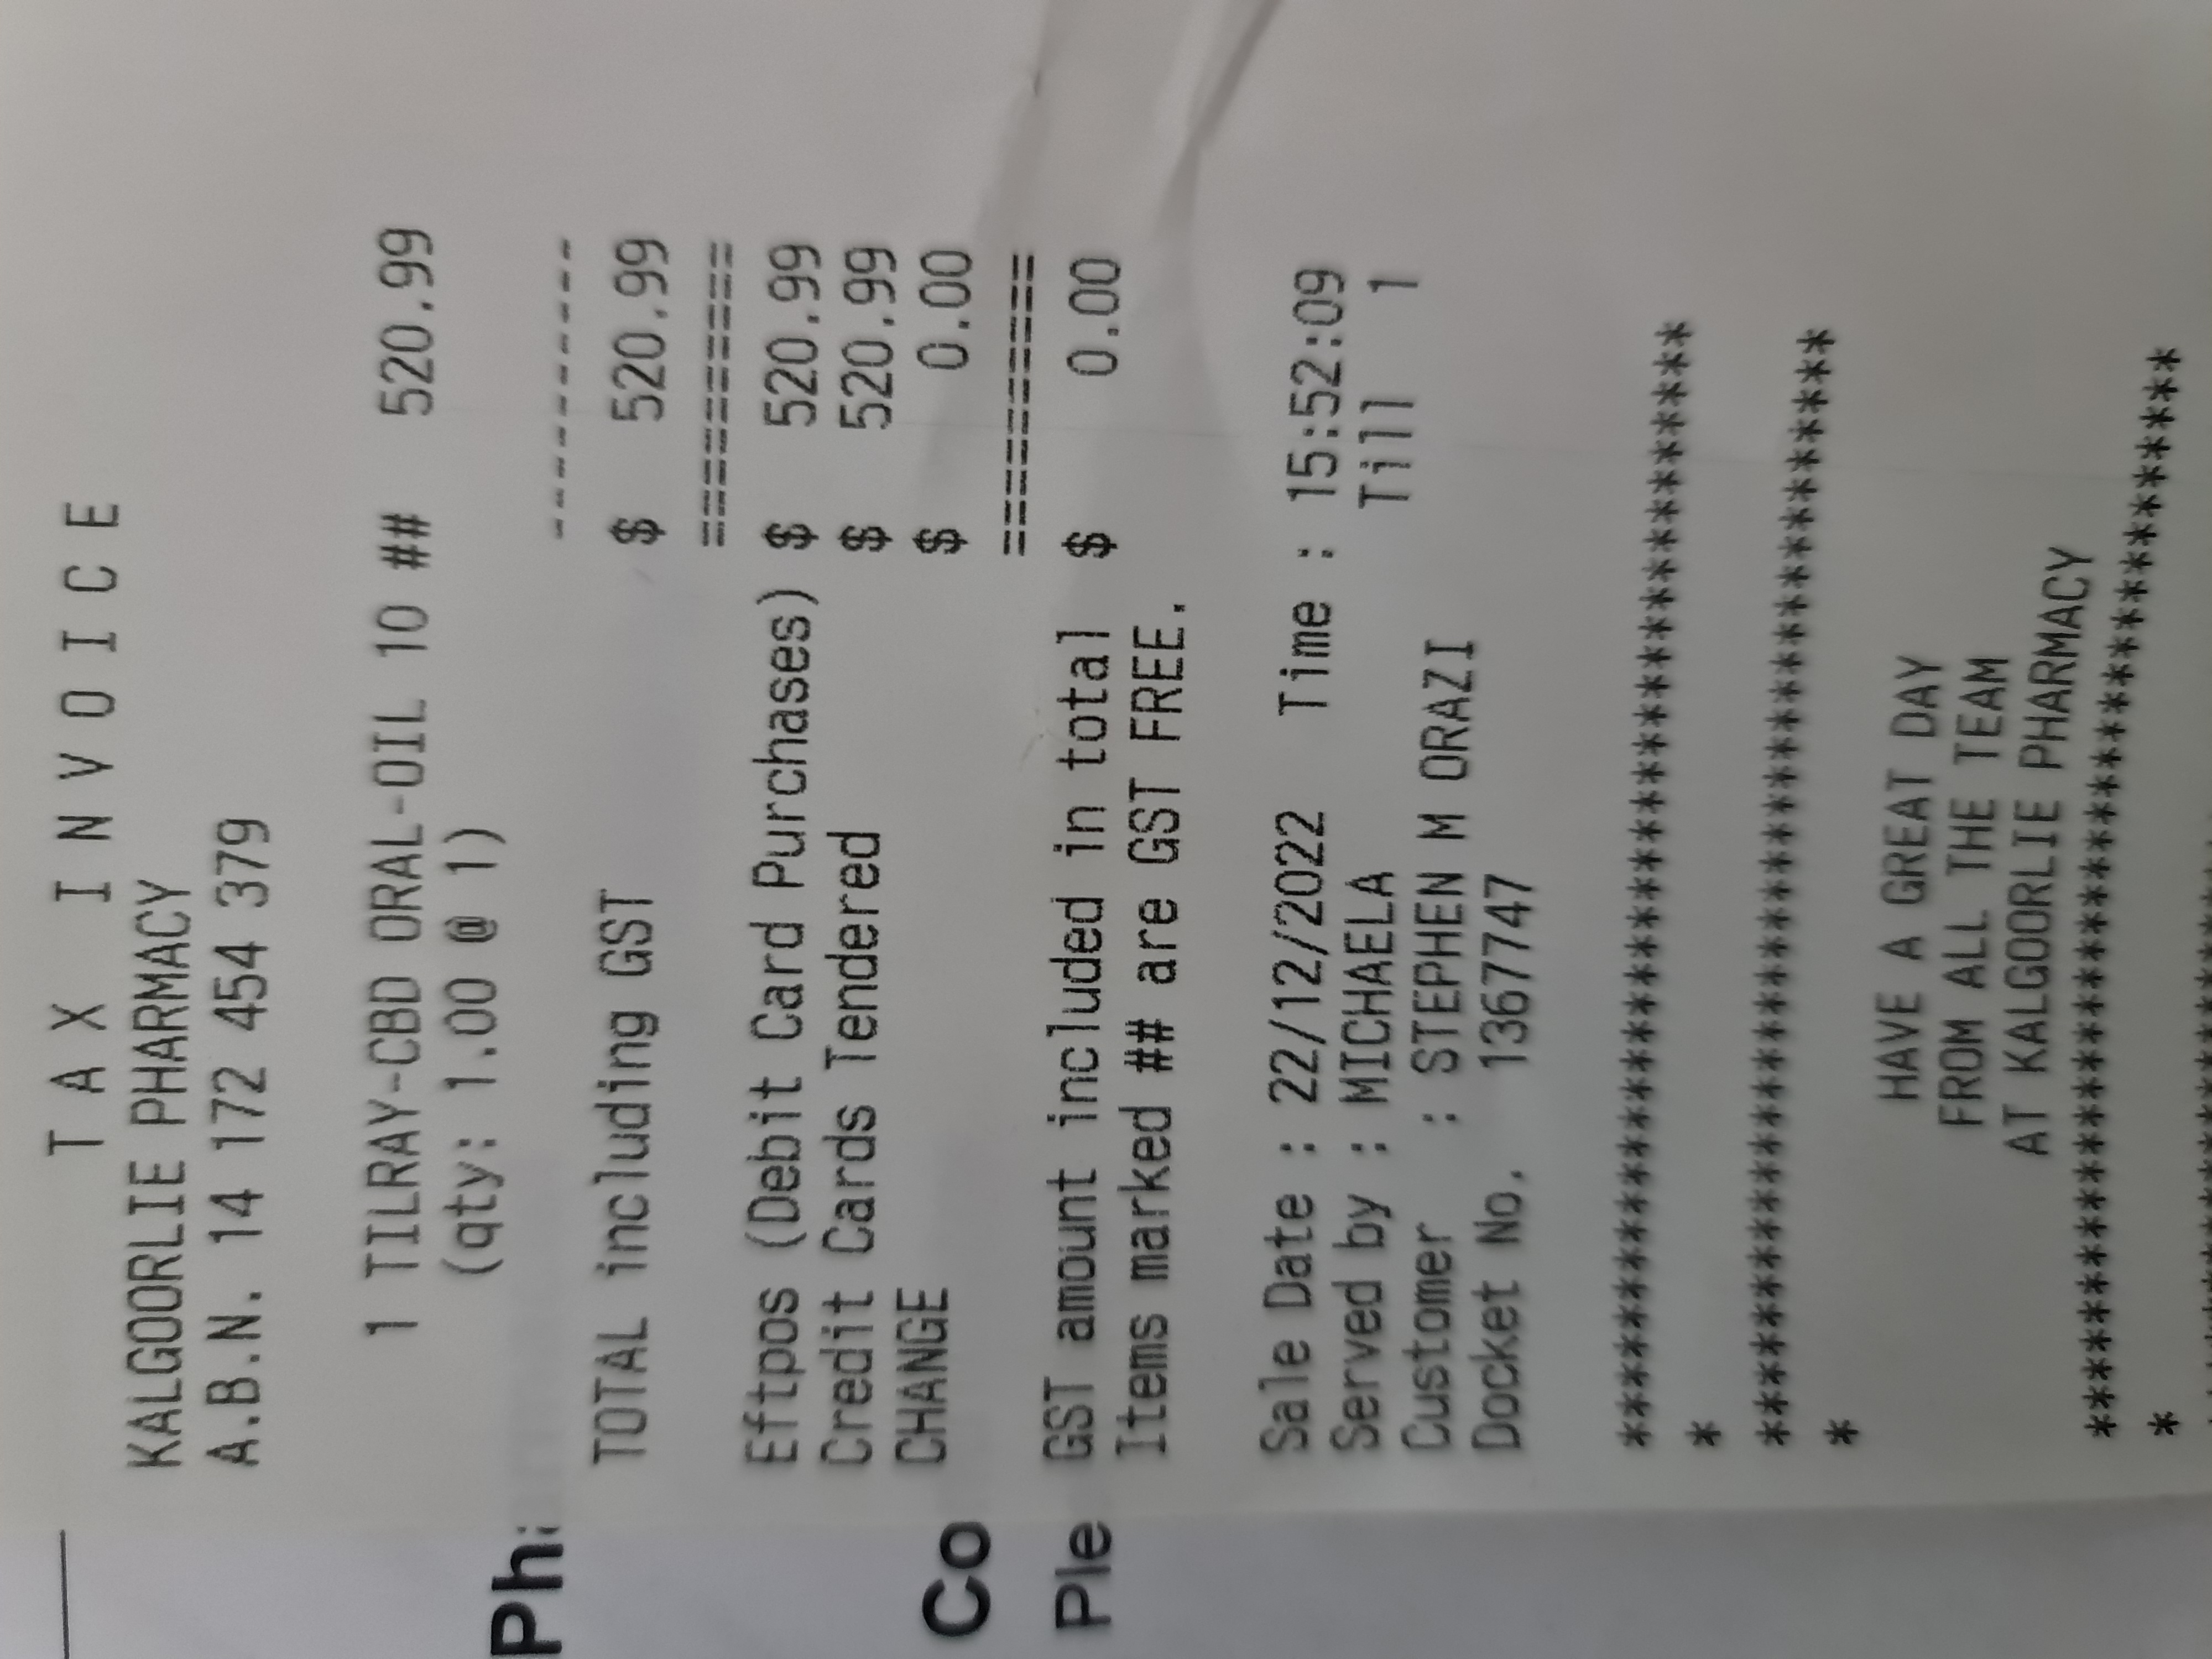 T A X   I N V O I C E
KALGOORLIE PHARMACY
A.B.N. 14 172 454 379
1 TILRAY-CBD ORAL-OIL 10 ## 520.99
(qty: 1.00 @ 1)
----------
TOTAL including GST $ 520.99
==========
Eftpos (Debit Card Purchases) $ 520.99
Credit Cards Tendered $ 520.99
CHANGE $ 0.00
==========
GST amount included in total $ 0.00
Items marked ## are GST FREE.
Sale Date : 22/12/2022 Time : 15:52:09
Served by : MICHAELA Till 1
Customer : STEPHEN M ORAZI
Docket No. 1367747
****************************************
*
****************************************
*
HAVE A GREAT DAY
FROM ALL THE TEAM
AT KALGOORLIE PHARMACY
****************************************
*
Co
Ple